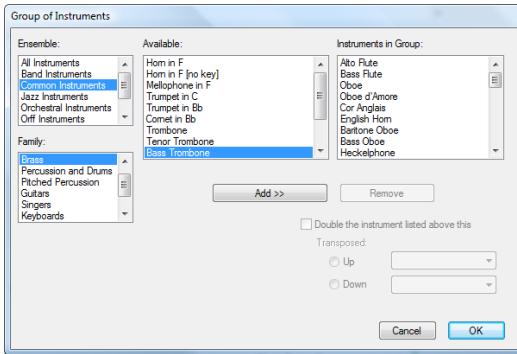 Group of Instruments
Ensemble:
All Instruments
Band Instruments
Common Instruments
Jazz Instruments
Orchestral Instruments
Orff Instruments
Family:
Brass
Percussion and Drums
Pitched Percussion
Guitars
Singers
Keyboards
Available:
Horn in F
Horn in F [no key]
Mellophone in F
Trumpet in C
Trumpet in Bb
Cornet in Bb
Trombone
Tenor Trombone
Bass Trombone
Instruments in Group:
Alto Flute
Bass Flute
Oboe
Oboe d'Amore
Cor Anglais
English Horn
Baritone Oboe
Bass Oboe
Heckelphone
Add >>
Remove
Double the instrument listed above this
Transposed:
Up
Down
Cancel
OK